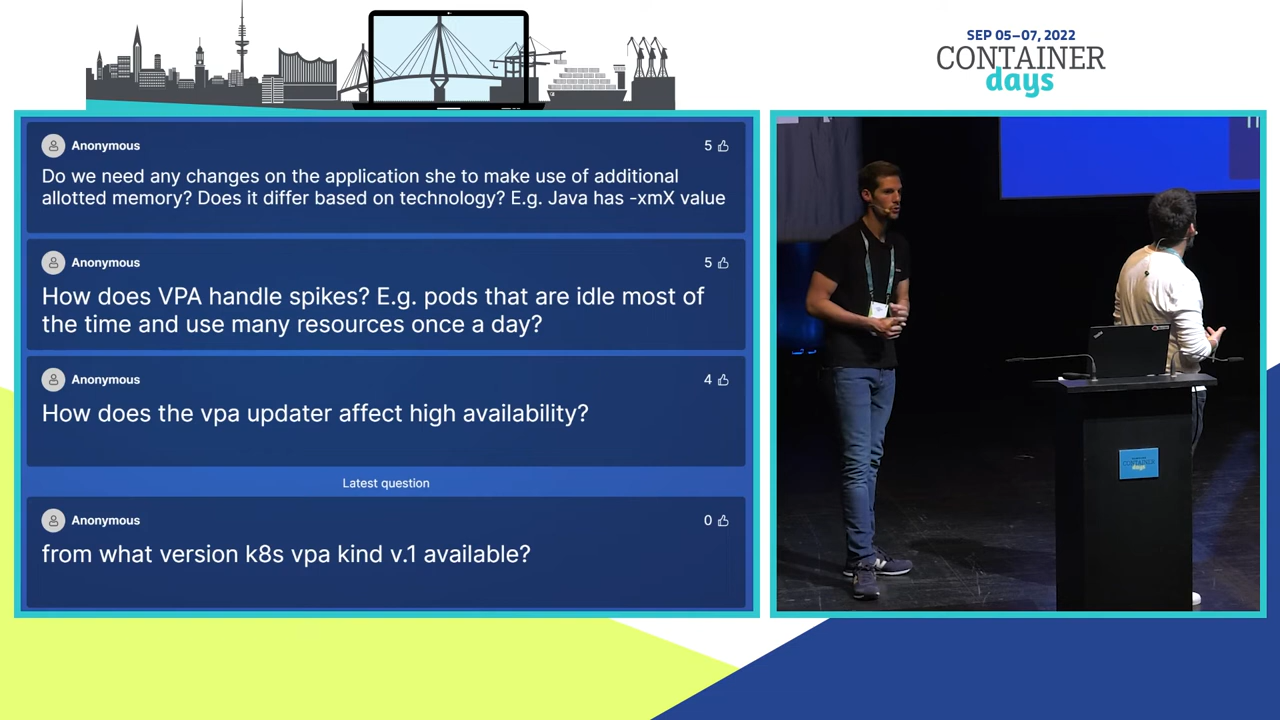 SEP 05–07, 2022
CONTAINER
days
Anonymous
5
Do we need any changes on the application she to make use of additional
allotted memory? Does it differ based on technology? E.g. Java has -xmX value
Anonymous
5
How does VPA handle spikes? E.g. pods that are idle most of
the time and use many resources once a day?
Anonymous
4
How does the vpa updater affect high availability?
Latest question
Anonymous
0
from what version k8s vpa kind v.1 available?
CONTAINER
days